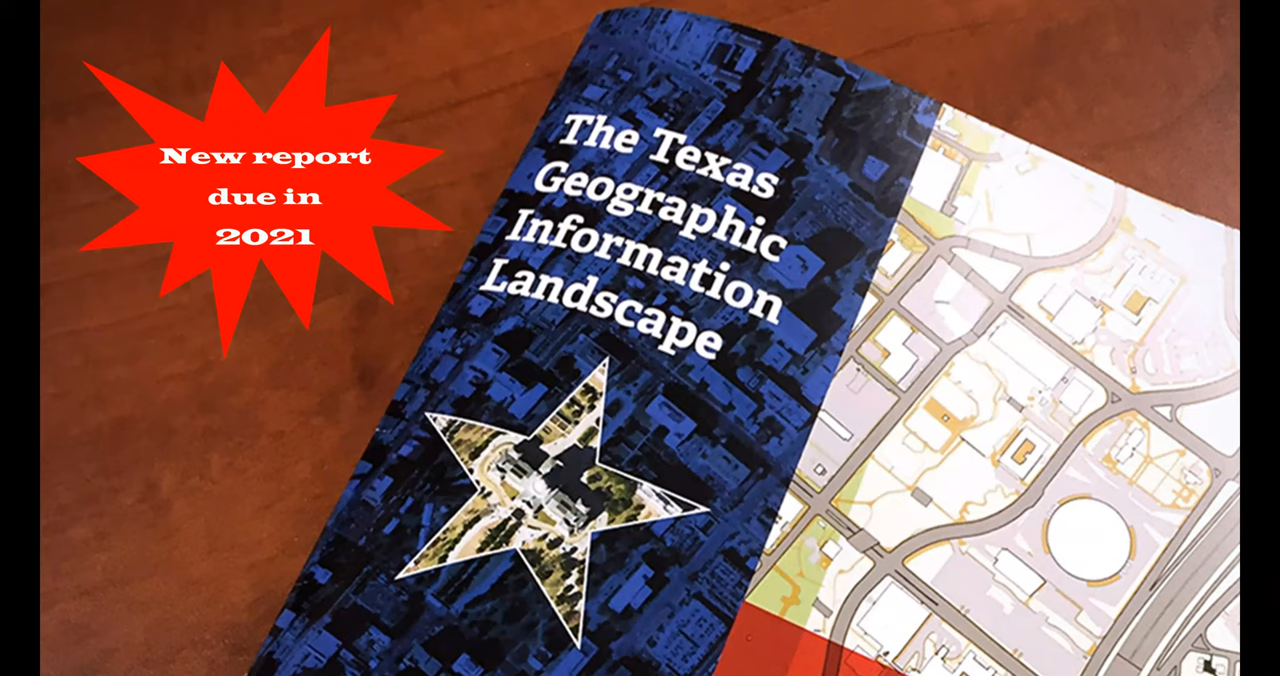 New report
due in
2021
The Texas
Geographic
Information
Landscape